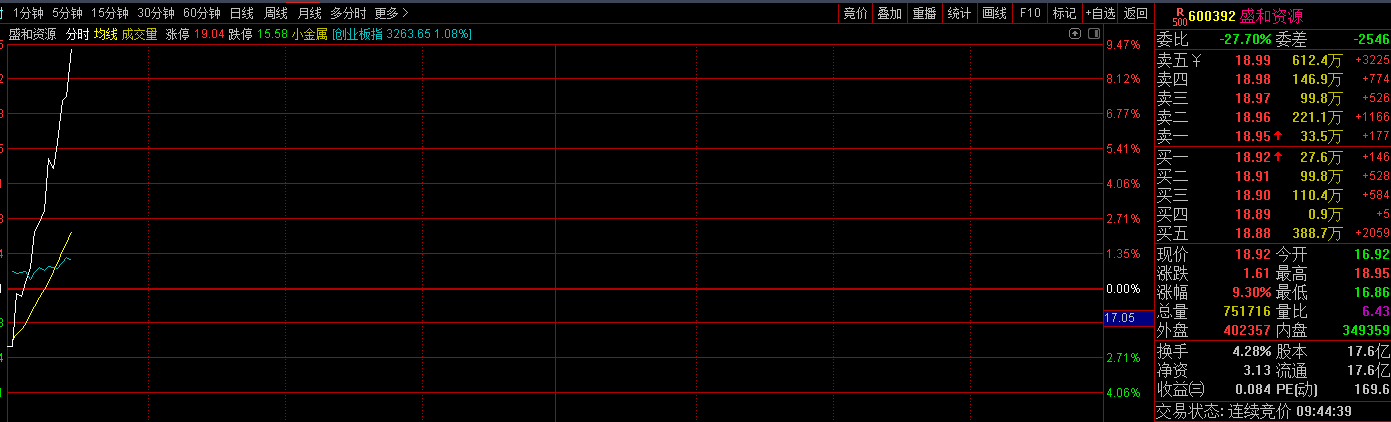 1分钟 5分钟 15分钟 30分钟 60分钟 日线 周线 月线 多分时 更多> 竞价 叠加 重播 统计 画线 F10 标记 +自选 返回
R 500 600392 盛和资源
盛和资源 分时 均线 成交量 涨停 19.04 跌停 15.58 小金属 [创业板指 3263.65 1.08%]
9.47%
8.12%
6.77%
5.41%
4.06%
2.71%
1.35%
0.00%
17.05
2.71%
4.06%
委比 -27.70% 委差 -2546
卖五¥ 18.99 612.4万 +3225
卖四 18.98 146.9万 +774
卖三 18.97 99.8万 +526
卖二 18.96 221.1万 +1166
卖一 18.95↑ 33.5万 +177
买一 18.92↑ 27.6万 +146
买二 18.91 99.8万 +528
买三 18.90 110.4万 +584
买四 18.89 0.9万 +5
买五 18.88 388.7万 +2059
现价 18.92 今开 16.92
涨跌 1.61 最高 18.95
涨幅 9.30% 最低 16.86
总量 751716 量比 6.43
外盘 402357 内盘 349359
换手 4.28% 股本 17.6亿
净资 3.13 流通 17.6亿
收益㈢ 0.084 PE(动) 169.6
交易状态: 连续竞价 09:44:39